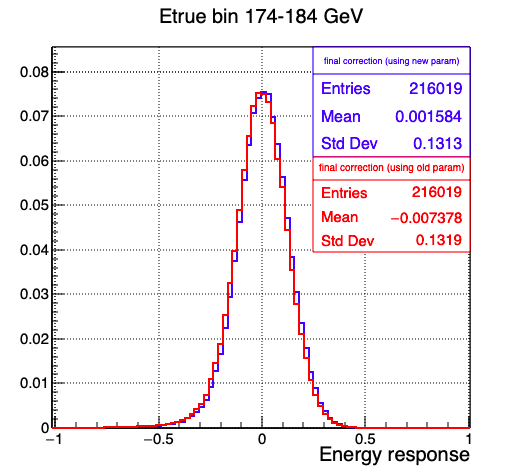 Etrue bin 174-184 GeV
final correction (using new param)
Entries 216019
Mean 0.001584
Std Dev 0.1313
final correction (using old param)
Entries 216019
Mean −0.007378
Std Dev 0.1319
0.08
0.07
0.06
0.05
0.04
0.03
0.02
0.01
0
−1 −0.5 0 0.5 1
Energy response